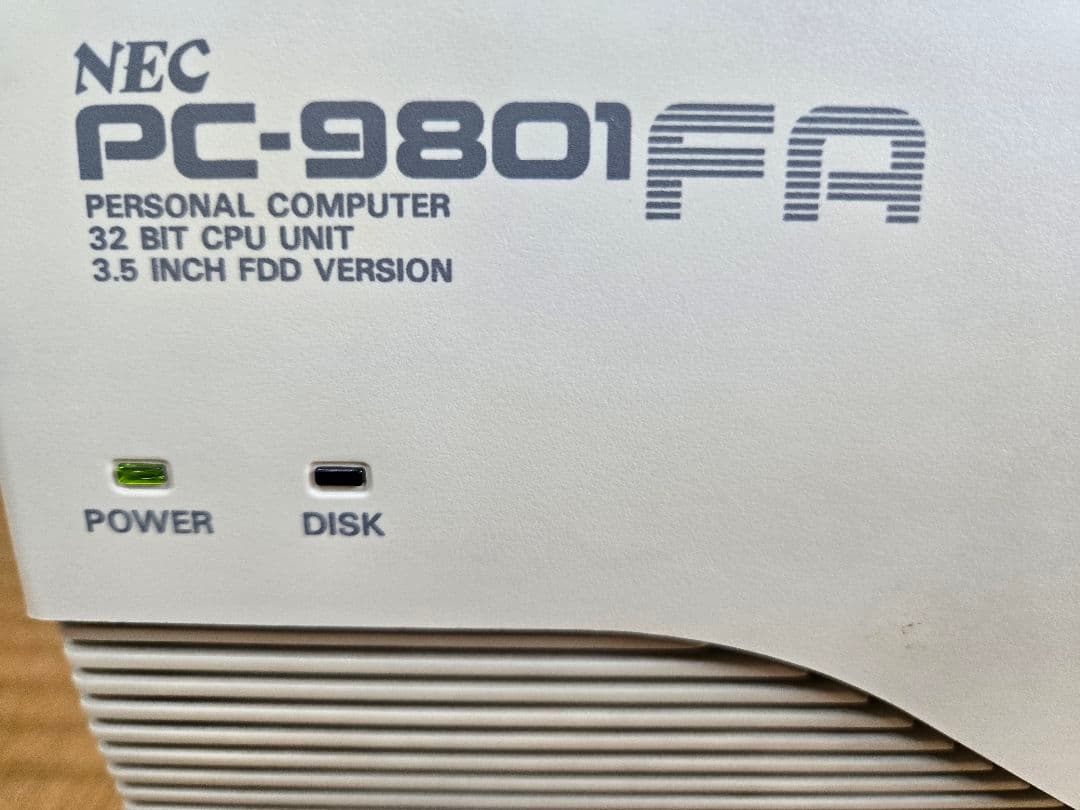 NEC
PC-9801FA
PERSONAL COMPUTER
32 BIT CPU UNIT
3.5 INCH FDD VERSION
POWER DISK